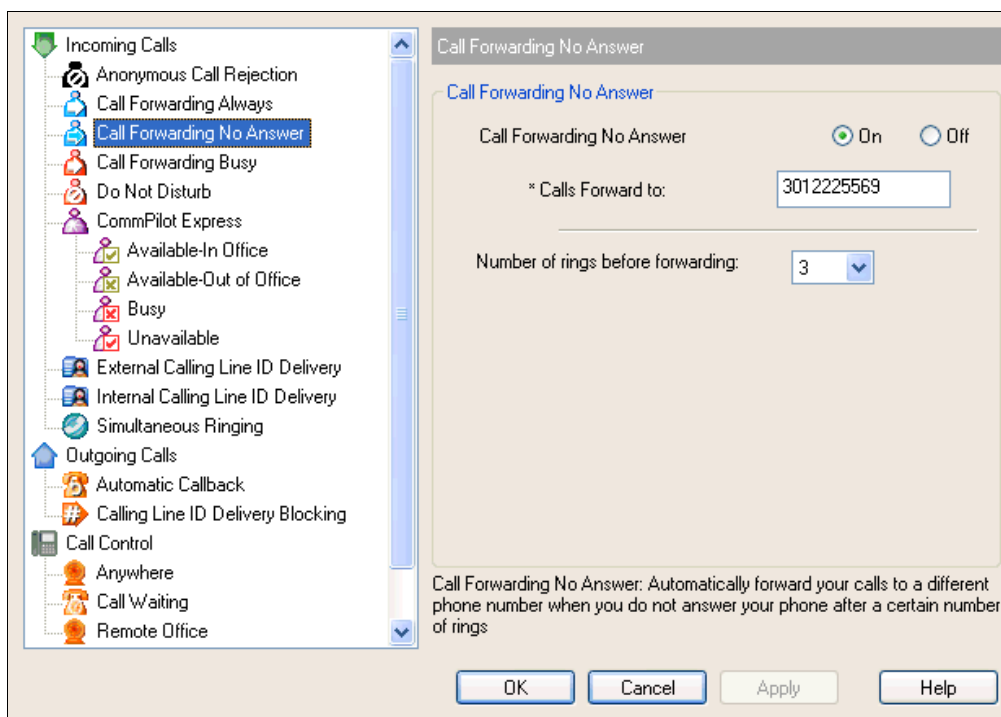 Incoming Calls
Anonymous Call Rejection
Call Forwarding Always
Call Forwarding No Answer
Call Forwarding Busy
Do Not Disturb
CommPilot Express
Available-In Office
Available-Out of Office
Busy
Unavailable
External Calling Line ID Delivery
Internal Calling Line ID Delivery
Simultaneous Ringing
Outgoing Calls
Automatic Callback
Calling Line ID Delivery Blocking
Call Control
Anywhere
Call Waiting
Remote Office
Call Forwarding No Answer
Call Forwarding No Answer
Call Forwarding No Answer On Off
* Calls Forward to: 3012225569
Number of rings before forwarding: 3
Call Forwarding No Answer: Automatically forward your calls to a different
phone number when you do not answer your phone after a certain number
of rings
OK Cancel Apply Help